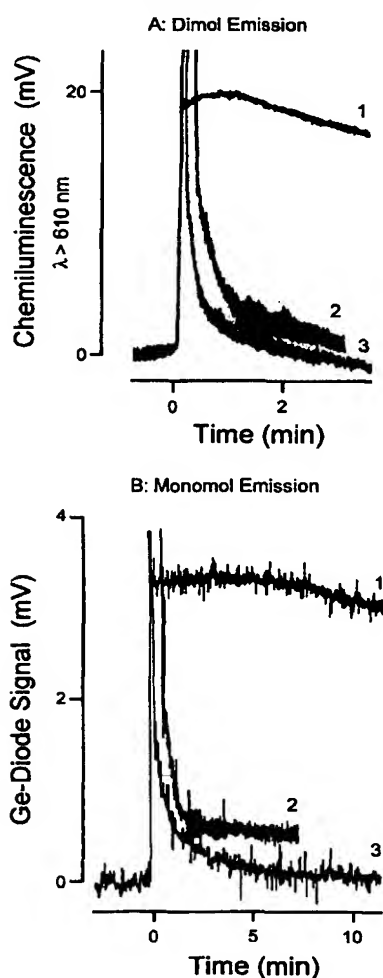 A: Dimol Emission
Chemiluminescence (mV)
λ > 610 nm
20
0
1
2
3
0
2
Time (min)
B: Monomol Emission
Ge-Diode Signal (mV)
4
2
0
1
2
3
0
5
10
Time (min)